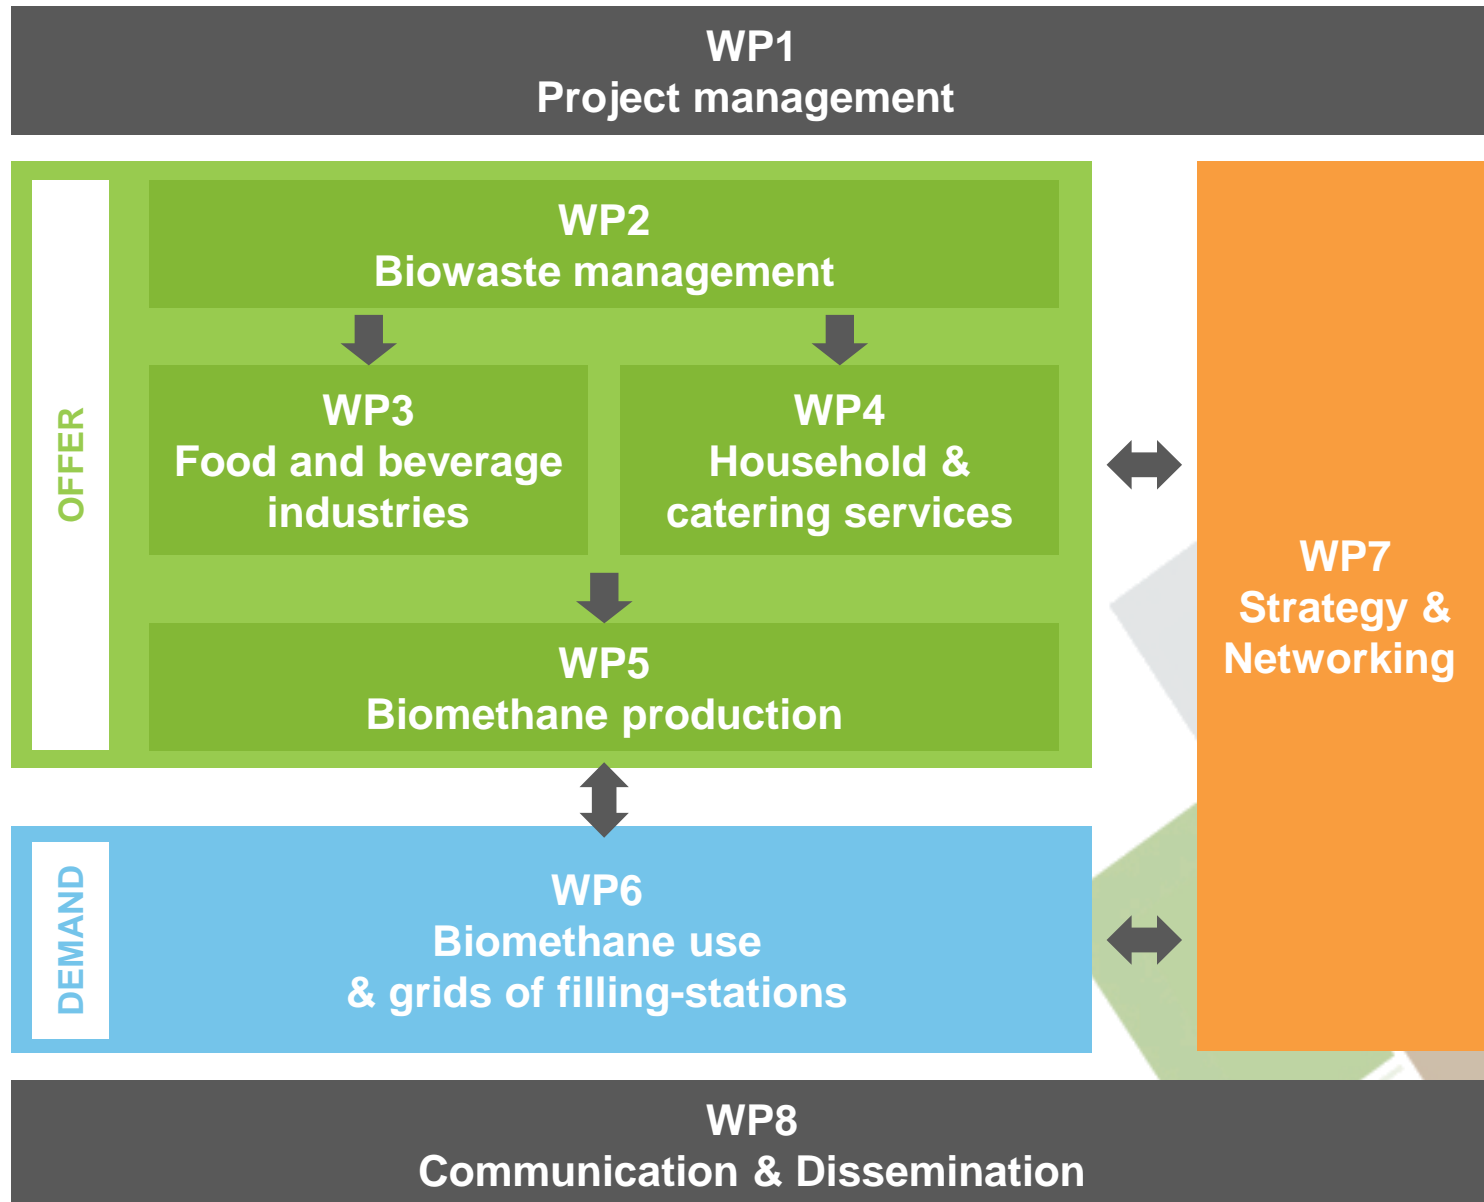 WP1
Project management
OFFER
WP2
Biowaste management
WP3
Food and beverage
industries
WP4
Household &
catering services
WP5
Biomethane production
WP7
Strategy &
Networking
DEMAND
WP6
Biomethane use
& grids of filling-stations
WP8
Communication & Dissemination